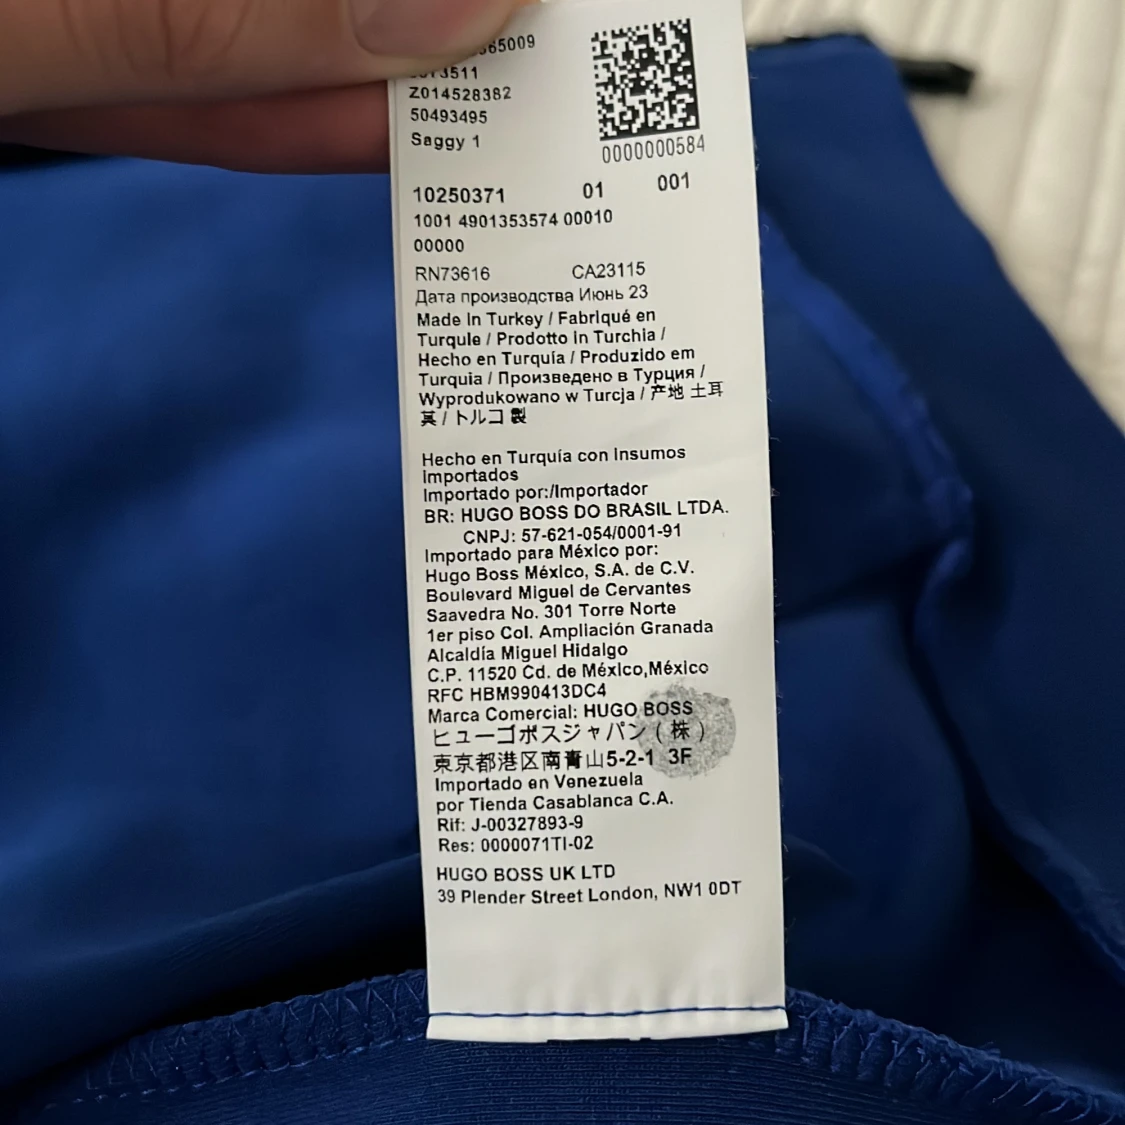 365009
3511
Z014528382
50493495
Saggy 1
0000000584
10250371 01 001
1001 4901353574 00010
00000
RN73616 CA23115
Дата производства Июнь 23
Made In Turkey / Fabriqué en
Turquie / Prodotto in Turchia /
Hecho en Turquía / Produzido em
Turquia / Произведено в Турция /
Wyprodukowano w Turcja / 产地 土耳
其 / トルコ 製
Hecho en Turquía con Insumos
Importados
Importado por:/Importador
BR: HUGO BOSS DO BRASIL LTDA.
CNPJ: 57-621-054/0001-91
Importado para México por:
Hugo Boss México, S.A. de C.V.
Boulevard Miguel de Cervantes
Saavedra No. 301 Torre Norte
1er piso Col. Ampliación Granada
Alcaldía Miguel Hidalgo
C.P. 11520 Cd. de México,México
RFC HBM990413DC4
Marca Comercial: HUGO BOSS
ヒューゴボスジャパン(株)
東京都港区南青山5-2-1 3F
Importado en Venezuela
por Tienda Casablanca C.A.
Rif: J-00327893-9
Res: 0000071TI-02
HUGO BOSS UK LTD
39 Plender Street London, NW1 0DT